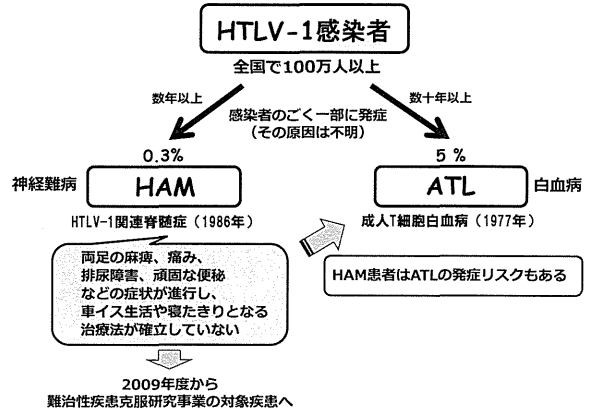 HTLV-1感染者
全国で100万人以上
数年以上
数十年以上
感染者のごく一部に発症
(その原因は不明)
0.3%
5 %
神経難病
HAM
ATL
白血病
HTLV-1関連脊髄症(1986年)
成人T細胞白血病(1977年)
両足の麻痺、痛み、
排尿障害、頑固な便秘
などの症状が進行し、
車イス生活や寝たきりとなる
治療法が確立していない
HAM患者はATLの発症リスクもある
2009年度から
難治性疾患克服研究事業の対象疾患へ